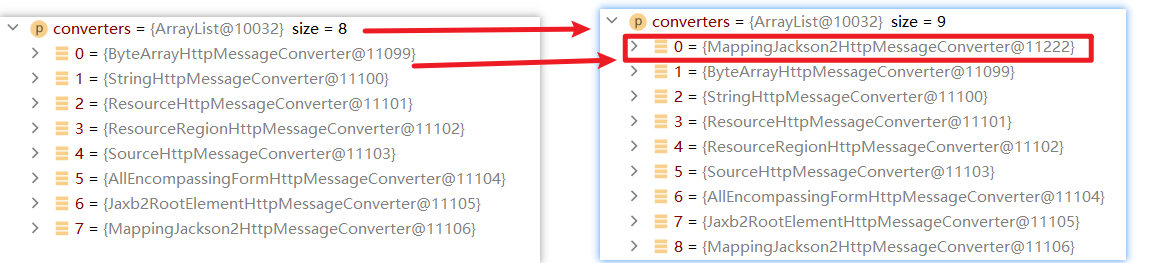 p converters = {ArrayList@10032} size = 8
0 = {ByteArrayHttpMessageConverter@11099}
1 = {StringHttpMessageConverter@11100}
2 = {ResourceHttpMessageConverter@11101}
3 = {ResourceRegionHttpMessageConverter@11102}
4 = {SourceHttpMessageConverter@11103}
5 = {AllEncompassingFormHttpMessageConverter@11104}
6 = {Jaxb2RootElementHttpMessageConverter@11105}
7 = {MappingJackson2HttpMessageConverter@11106}
p converters = {ArrayList@10032} size = 9
0 = {MappingJackson2HttpMessageConverter@11222}
1 = {ByteArrayHttpMessageConverter@11099}
2 = {StringHttpMessageConverter@11100}
3 = {ResourceHttpMessageConverter@11101}
4 = {ResourceRegionHttpMessageConverter@11102}
5 = {SourceHttpMessageConverter@11103}
6 = {AllEncompassingFormHttpMessageConverter@11104}
7 = {Jaxb2RootElementHttpMessageConverter@11105}
8 = {MappingJackson2HttpMessageConverter@11106}